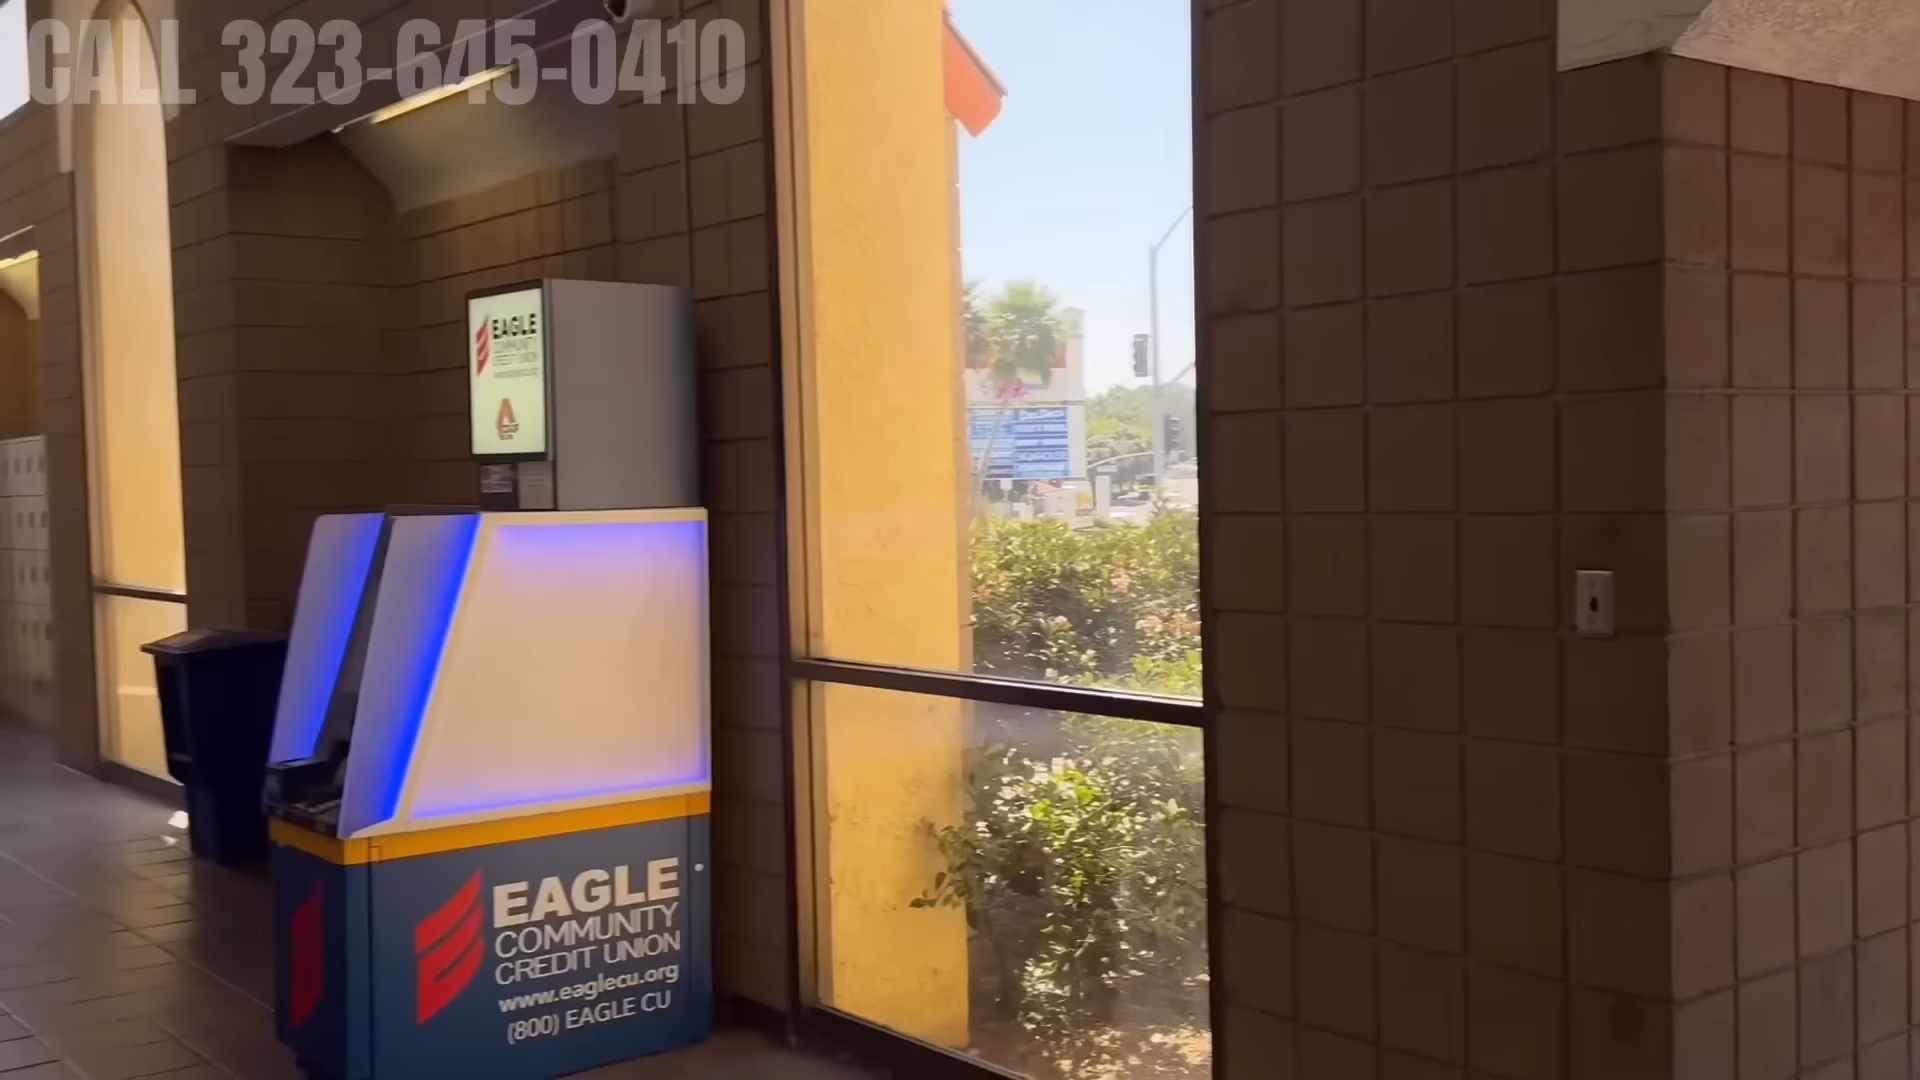 CALL 323-645-0410
EAGLE
COMMUNITY
CREDIT UNION
EAGLE
COMMUNITY
CREDIT UNION
www.eaglecu.org
(800) EAGLE CU